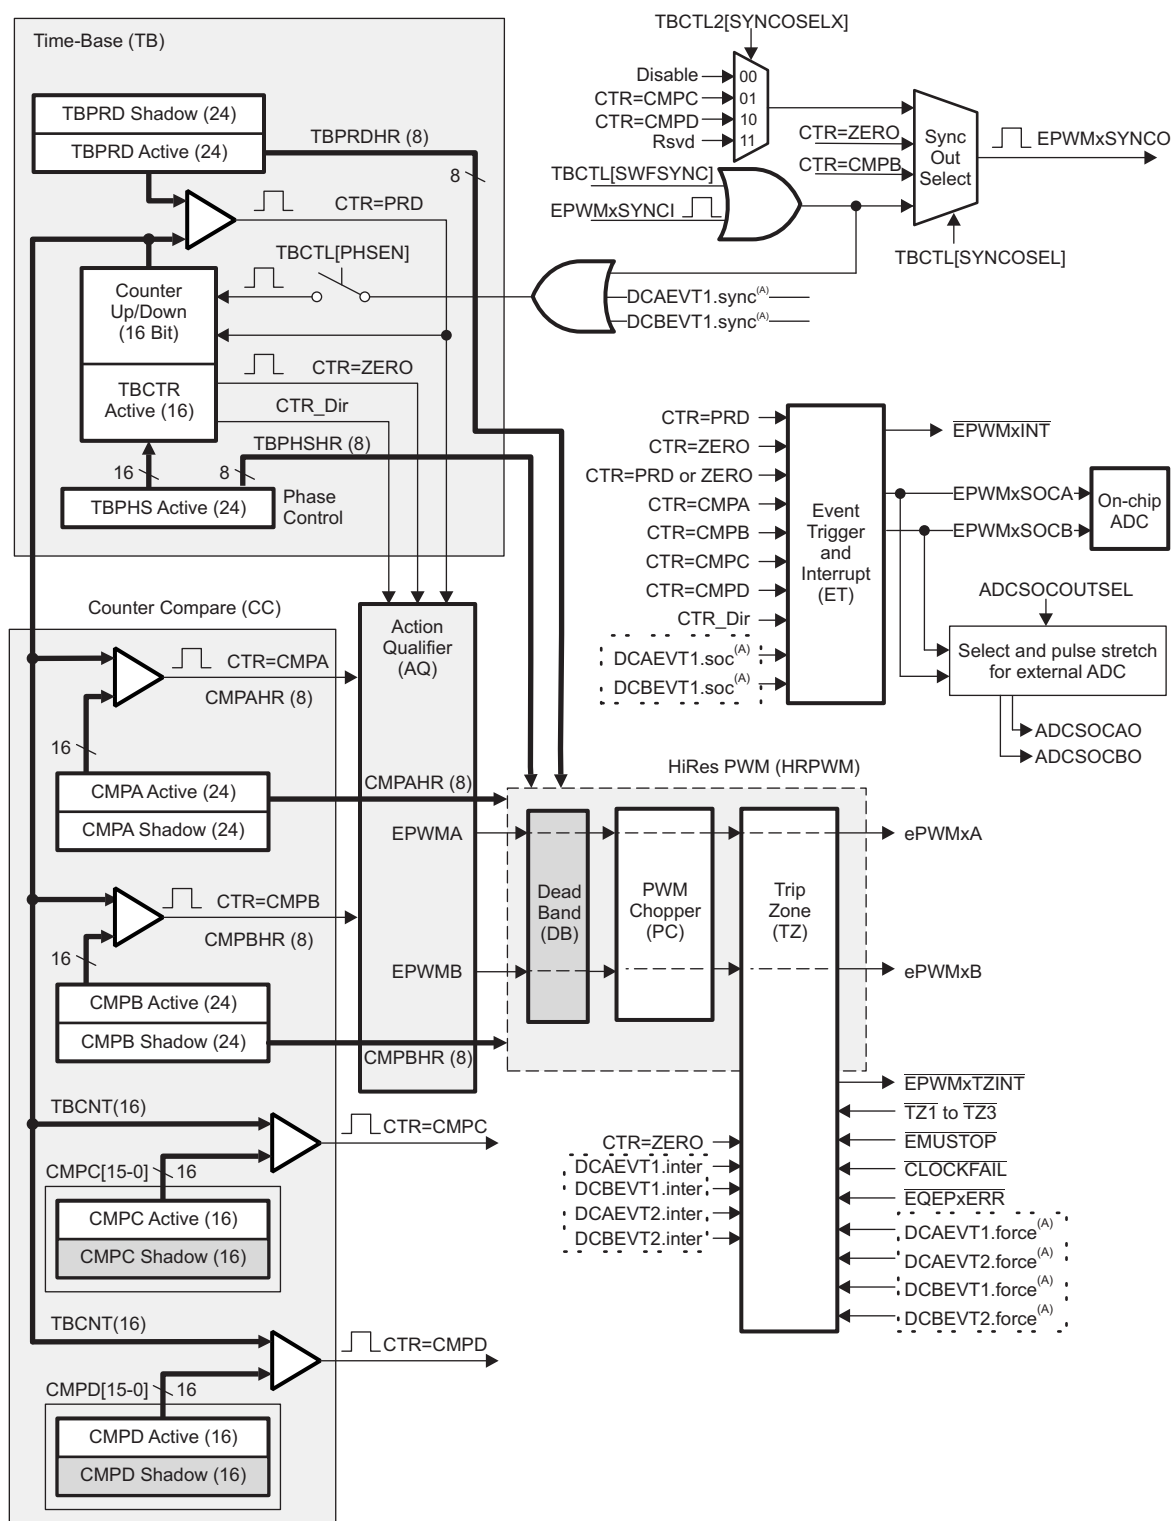 TBCTL2[SYNCOSELX]
Time-Base (TB)
Disable
00
CTR=CMPC
01
CTR=CMPD
10
Rsvd
11
CTR=ZERO
CTR=CMPB
Sync
Out
Select
EPWMxSYNCO
TBCTL[SWFSYNC]
EPWMxSYNCI
TBCTL[SYNCOSEL]
TBPRD Shadow (24)
TBPRD Active (24)
TBPRDHR (8)
8
CTR=PRD
TBCTL[PHSEN]
DCAEVT1.sync(A)
DCBEVT1.sync(A)
Counter
Up/Down
(16 Bit)
TBCTR
Active (16)
CTR=ZERO
CTR_Dir
TBPHSHR (8)
16
8
TBPHS Active (24)
Phase
Control
CTR=PRD
CTR=ZERO
CTR=PRD or ZERO
CTR=CMPA
CTR=CMPB
CTR=CMPC
CTR=CMPD
CTR_Dir
DCAEVT1.soc(A)
DCBEVT1.soc(A)
Event
Trigger
and
Interrupt
(ET)
EPWMxINT
EPWMxSOCA
EPWMxSOCB
On-chip
ADC
ADCSOCOUTSEL
Select and pulse stretch
for external ADC
ADCSOCAO
ADCSOCBO
Counter Compare (CC)
Action
Qualifier
(AQ)
CTR=CMPA
CMPAHR (8)
16
CMPA Active (24)
CMPA Shadow (24)
CMPAHR (8)
HiRes PWM (HRPWM)
EPWMA
ePWMxA
CTR=CMPB
CMPBHR (8)
16
Dead
Band
(DB)
PWM
Chopper
(PC)
Trip
Zone
(TZ)
EPWMB
ePWMxB
CMPB Active (24)
CMPB Shadow (24)
CMPBHR (8)
TBCNT(16)
CTR=CMPC
CMPC[15-0]
16
CMPC Active (16)
CMPC Shadow (16)
EPWMxTZINT
TZ1 to TZ3
EMUSTOP
CLOCKFAIL
EQEPxERR
DCAEVT1.force(A)
DCAEVT2.force(A)
DCBEVT1.force(A)
DCBEVT2.force(A)
CTR=ZERO
DCAEVT1.inter
DCBEVT1.inter
DCAEVT2.inter
DCBEVT2.inter
TBCNT(16)
CTR=CMPD
CMPD[15-0]
16
CMPD Active (16)
CMPD Shadow (16)